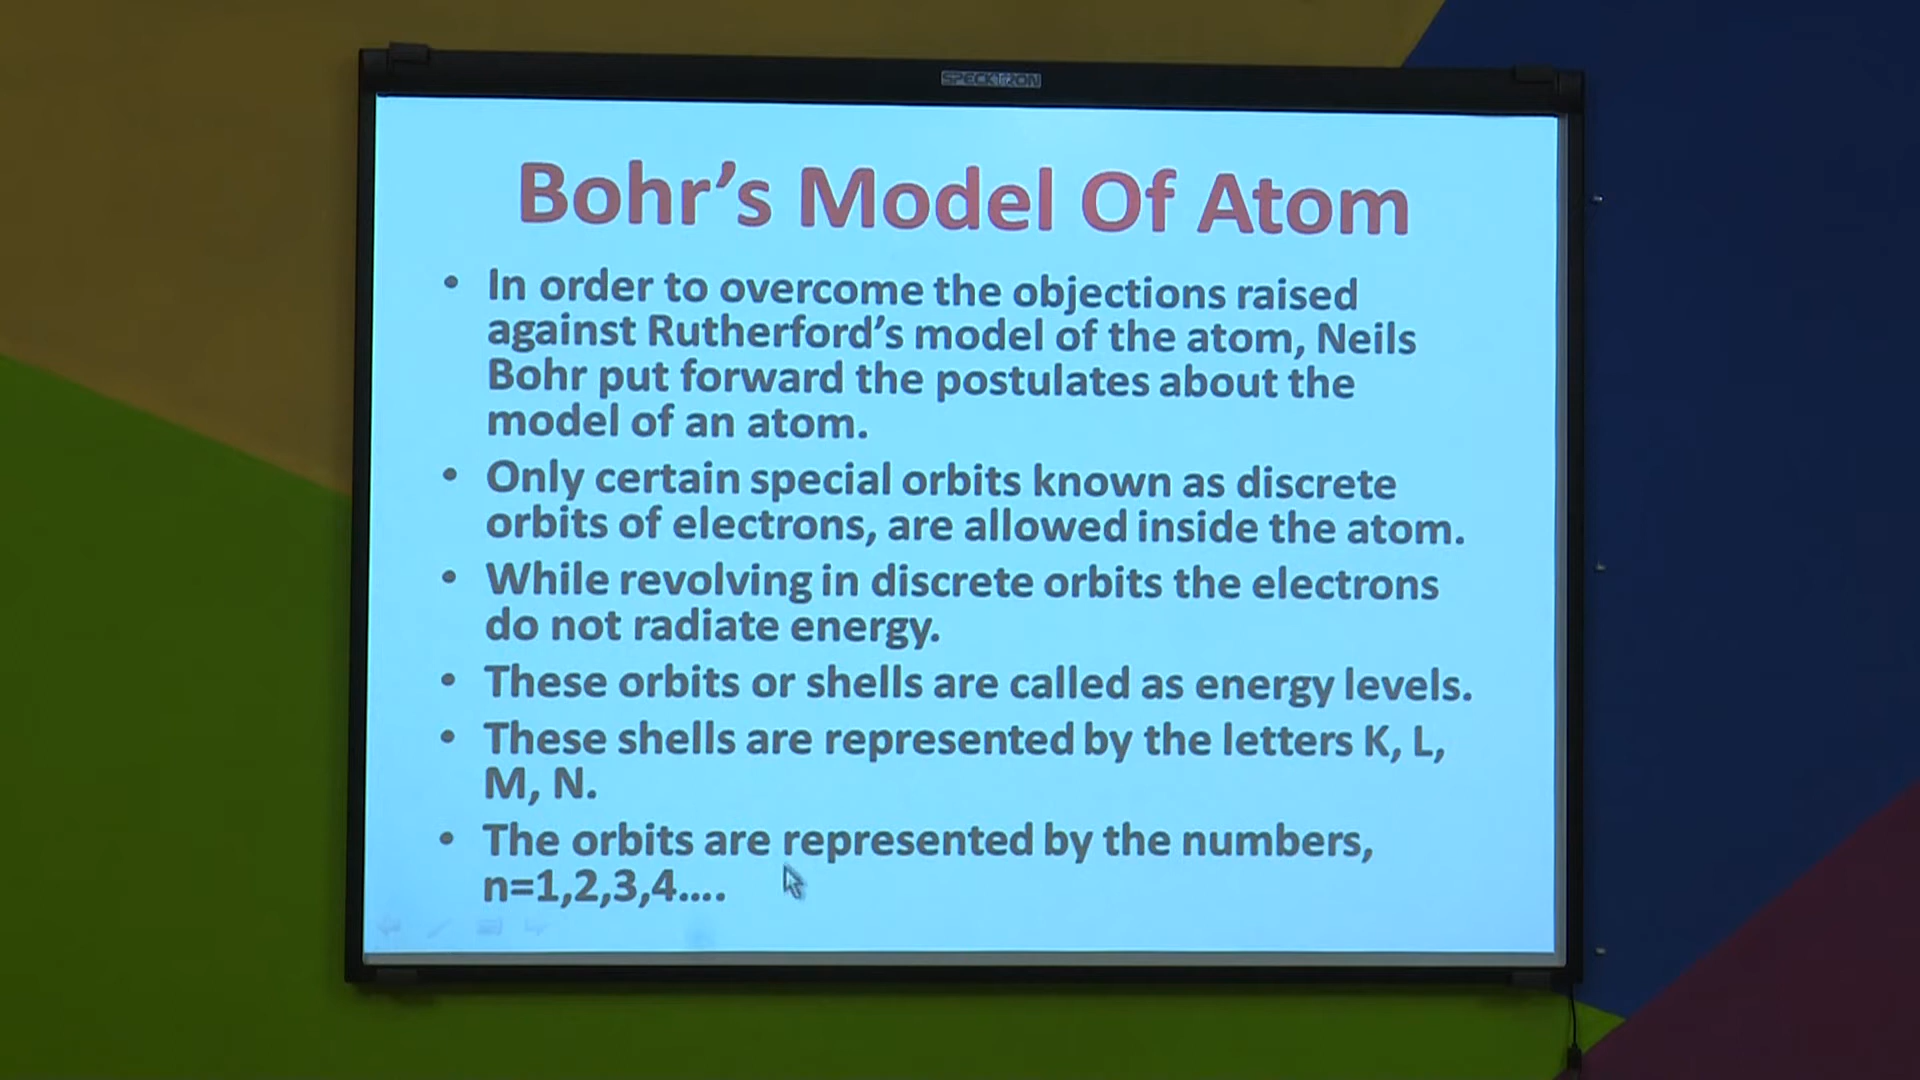 SPECKTRON
Bohr's Model Of Atom
• In order to overcome the objections raised
against Rutherford's model of the atom, Neils
Bohr put forward the postulates about the
model of an atom.
• Only certain special orbits known as discrete
orbits of electrons, are allowed inside the atom.
• While revolving in discrete orbits the electrons
do not radiate energy.
• These orbits or shells are called as energy levels.
• These shells are represented by the letters K, L,
M, N.
• The orbits are represented by the numbers,
n=1,2,3,4....